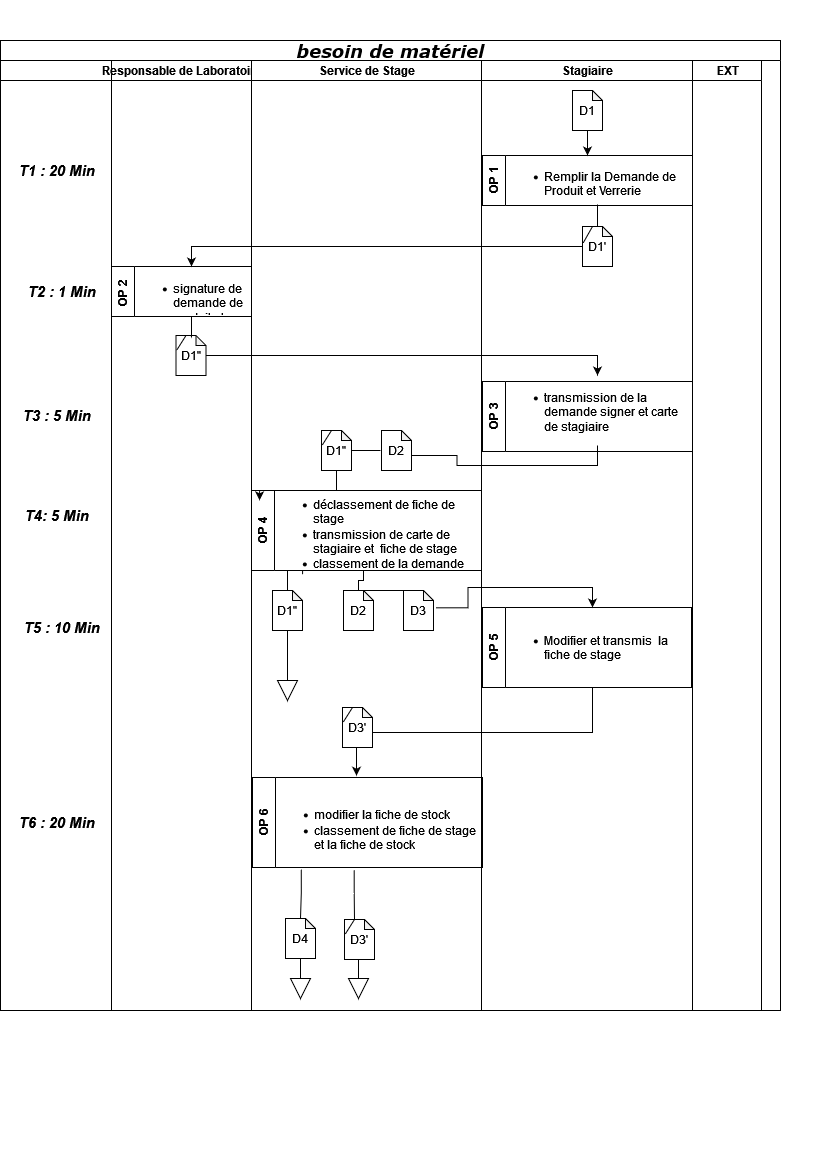 besoin de matériel
Responsable de Laboratoi
Service de Stage
Stagiaire
EXT
D1
T1 : 20 Min
OP 1
Remplir la Demande de
Produit et Verrerie
D1'
T2 : 1 Min
OP 2
signature de
demande de
D1"
T3 : 5 Min
OP 3
transmission de la
demande signer et carte
de stagiaire
D1"
D2
T4: 5 Min
OP 4
déclassement de fiche de
stage
transmission de carte de
stagiaire et fiche de stage
classement de la demande
D1"
D2
D3
T5 : 10 Min
OP 5
Modifier et transmis la
fiche de stage
D3'
T6 : 20 Min
OP 6
modifier la fiche de stock
classement de fiche de stage
et la fiche de stock
D4
D3'